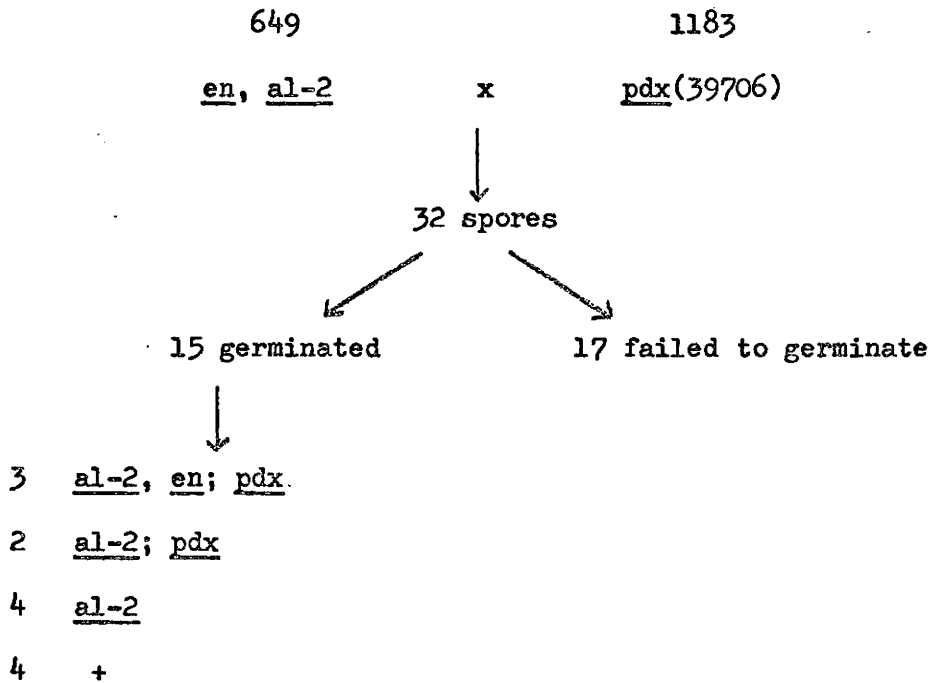 649 1183
en, al-2 x pdx(39706)
32 spores
15 germinated 17 failed to germinate
3 al-2, en; pdx.
2 al-2; pdx
4 al-2
4 +